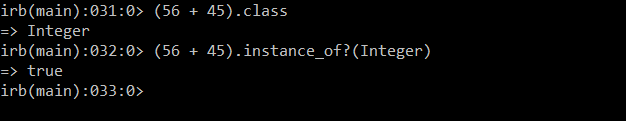 irb(main):031:0> (56 + 45).class
=> Integer
irb(main):032:0> (56 + 45).instance_of?(Integer)
=> true
irb(main):033:0>